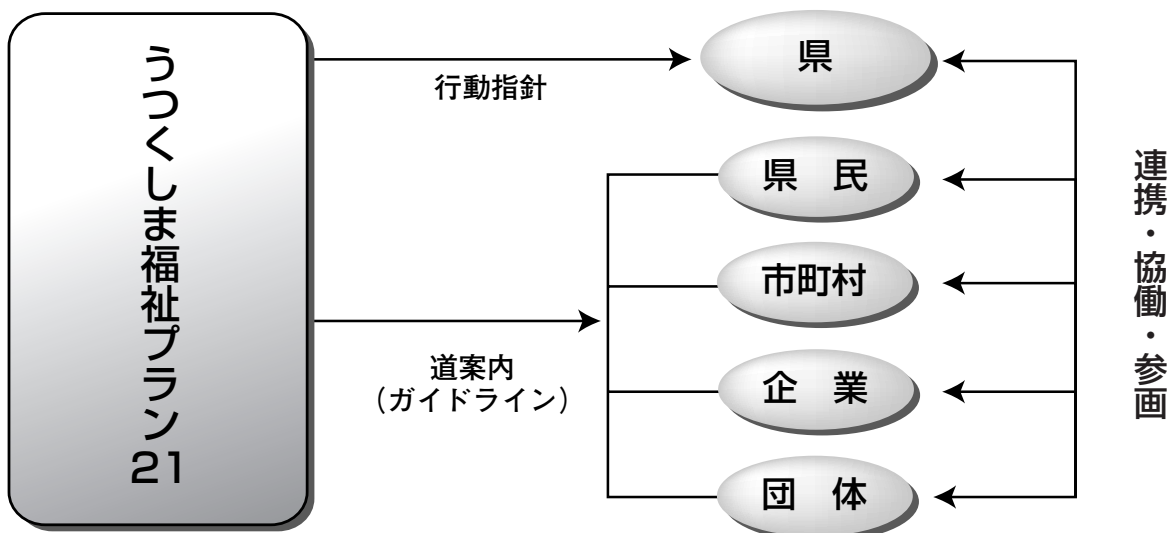 うつくしま福祉プラン21
行動指針
道案内
（ガイドライン）
県
県　民
市町村
企　業
団　体
連携・協働・参画